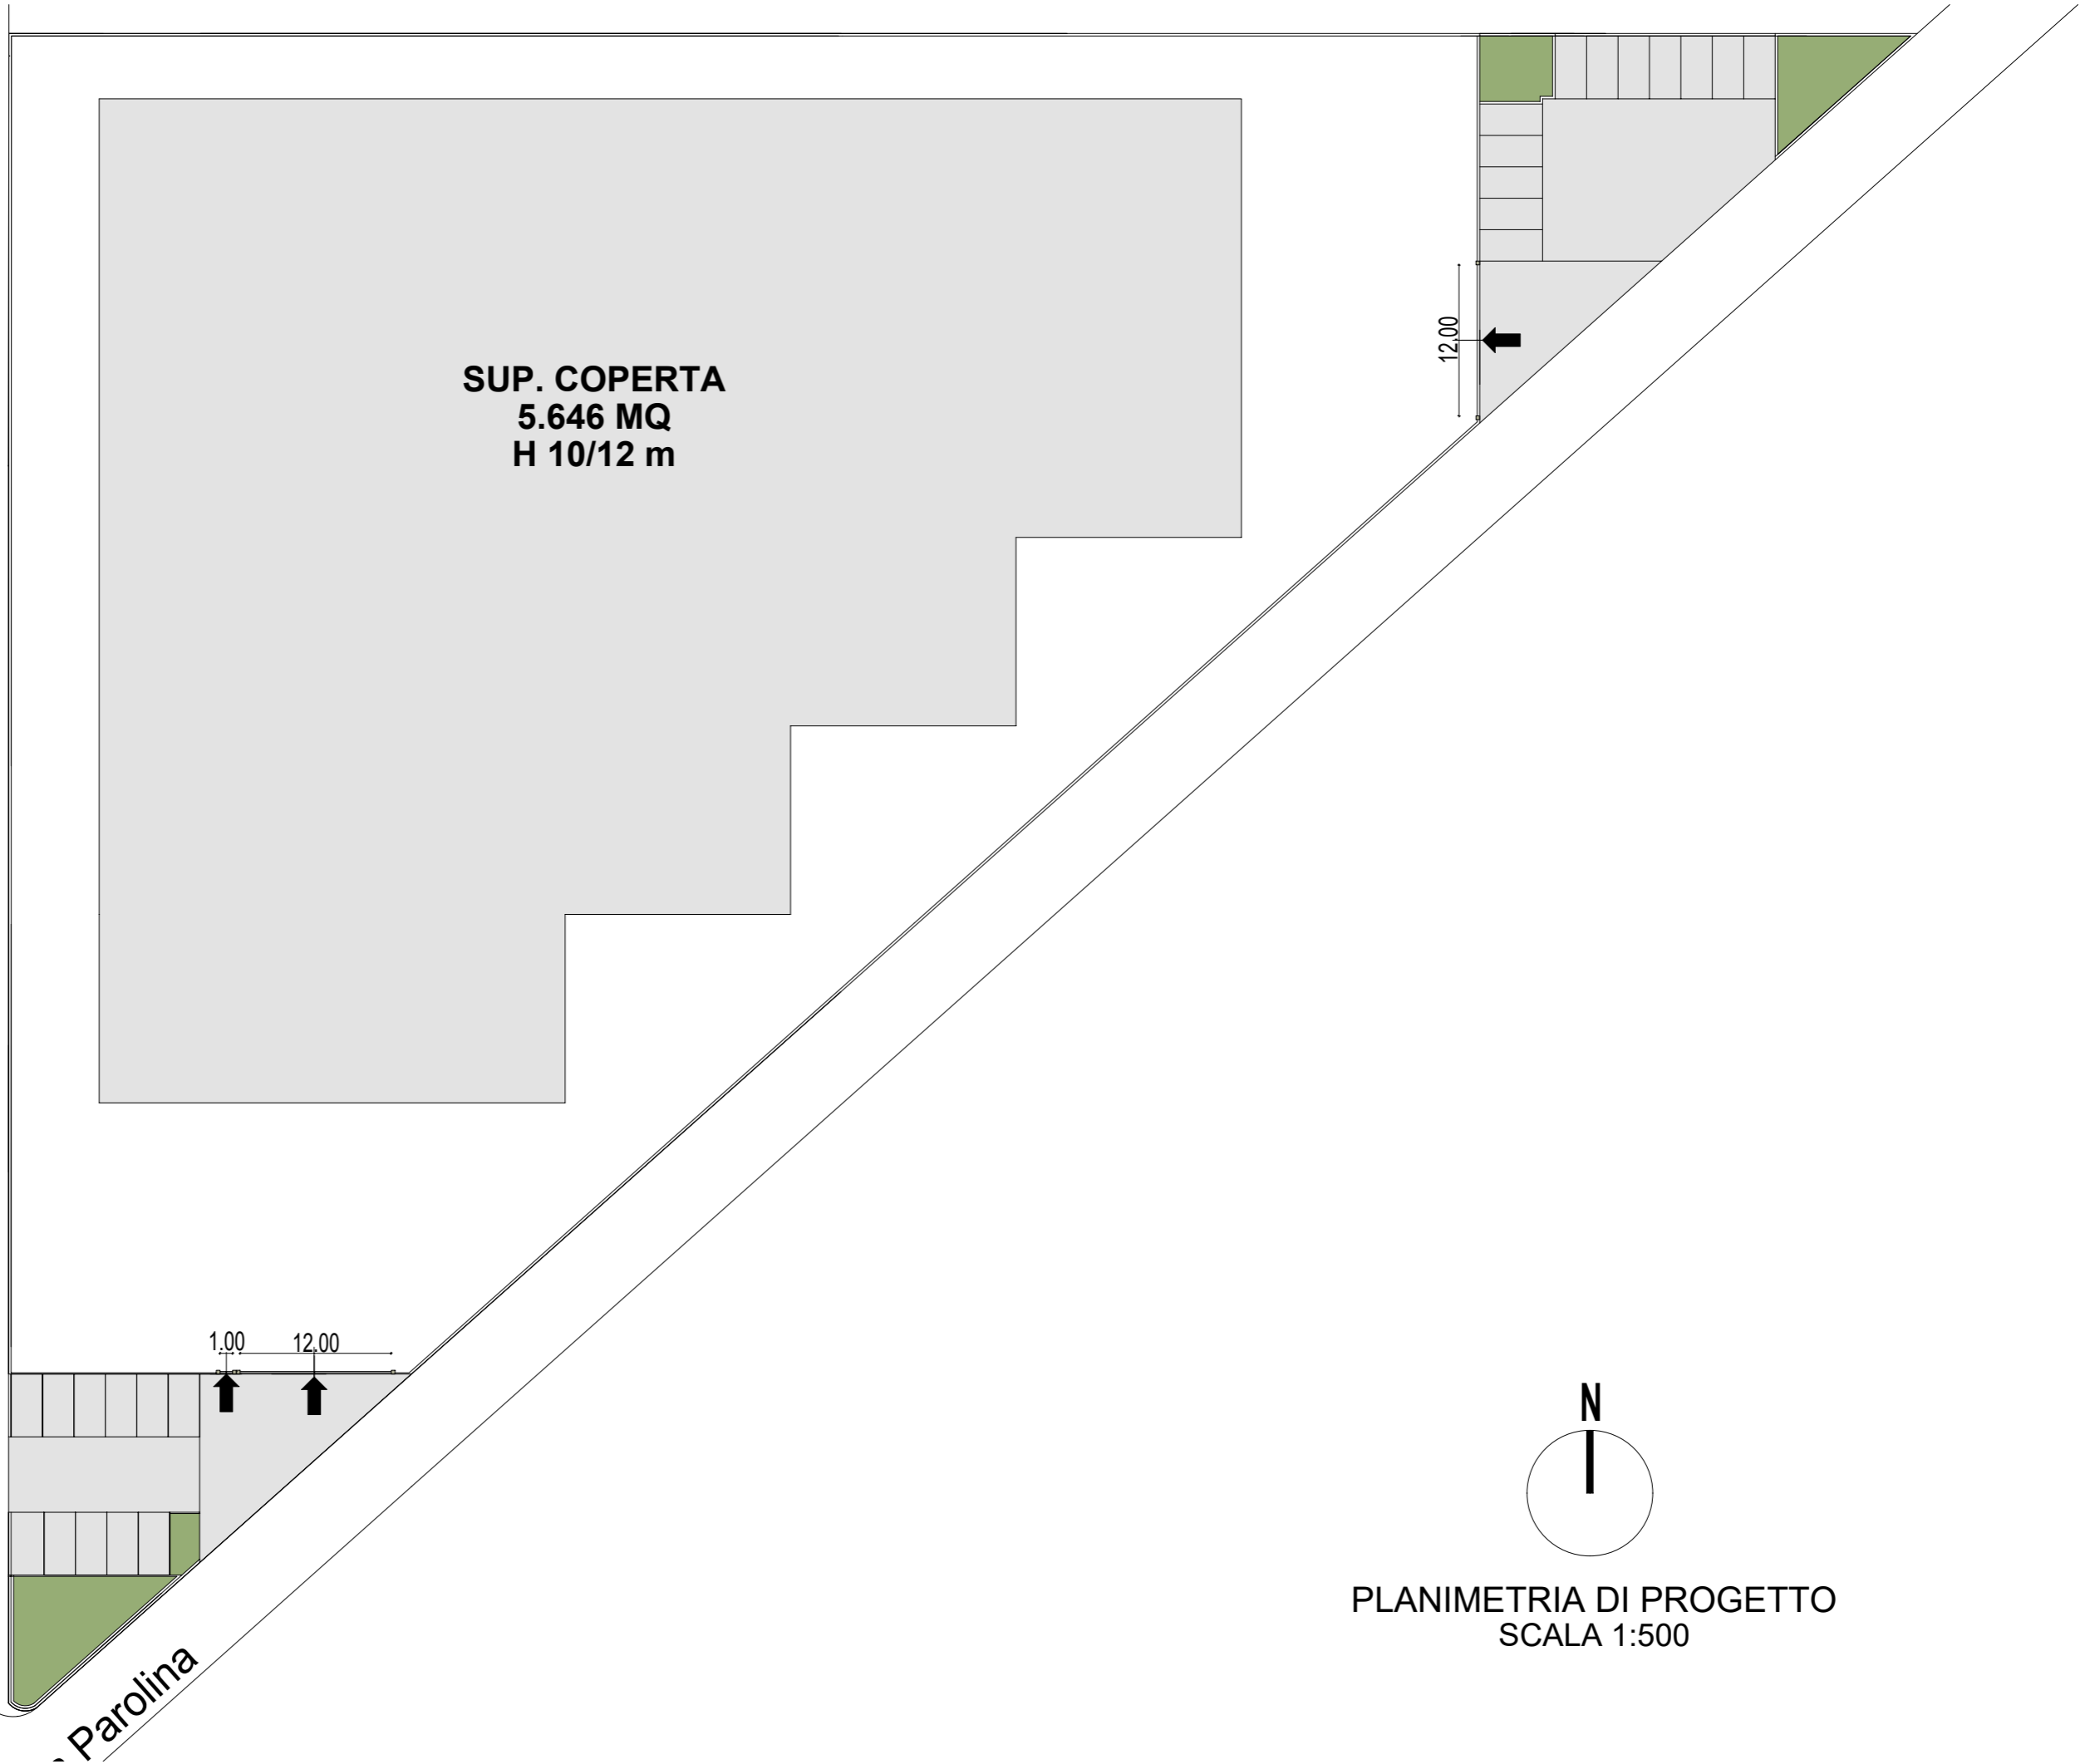 SUP. COPERTA
5.646 MQ
H 10/12 m
12.00
1.00
12.00
N
PLANIMETRIA DI PROGETTO
SCALA 1:500
Parolina